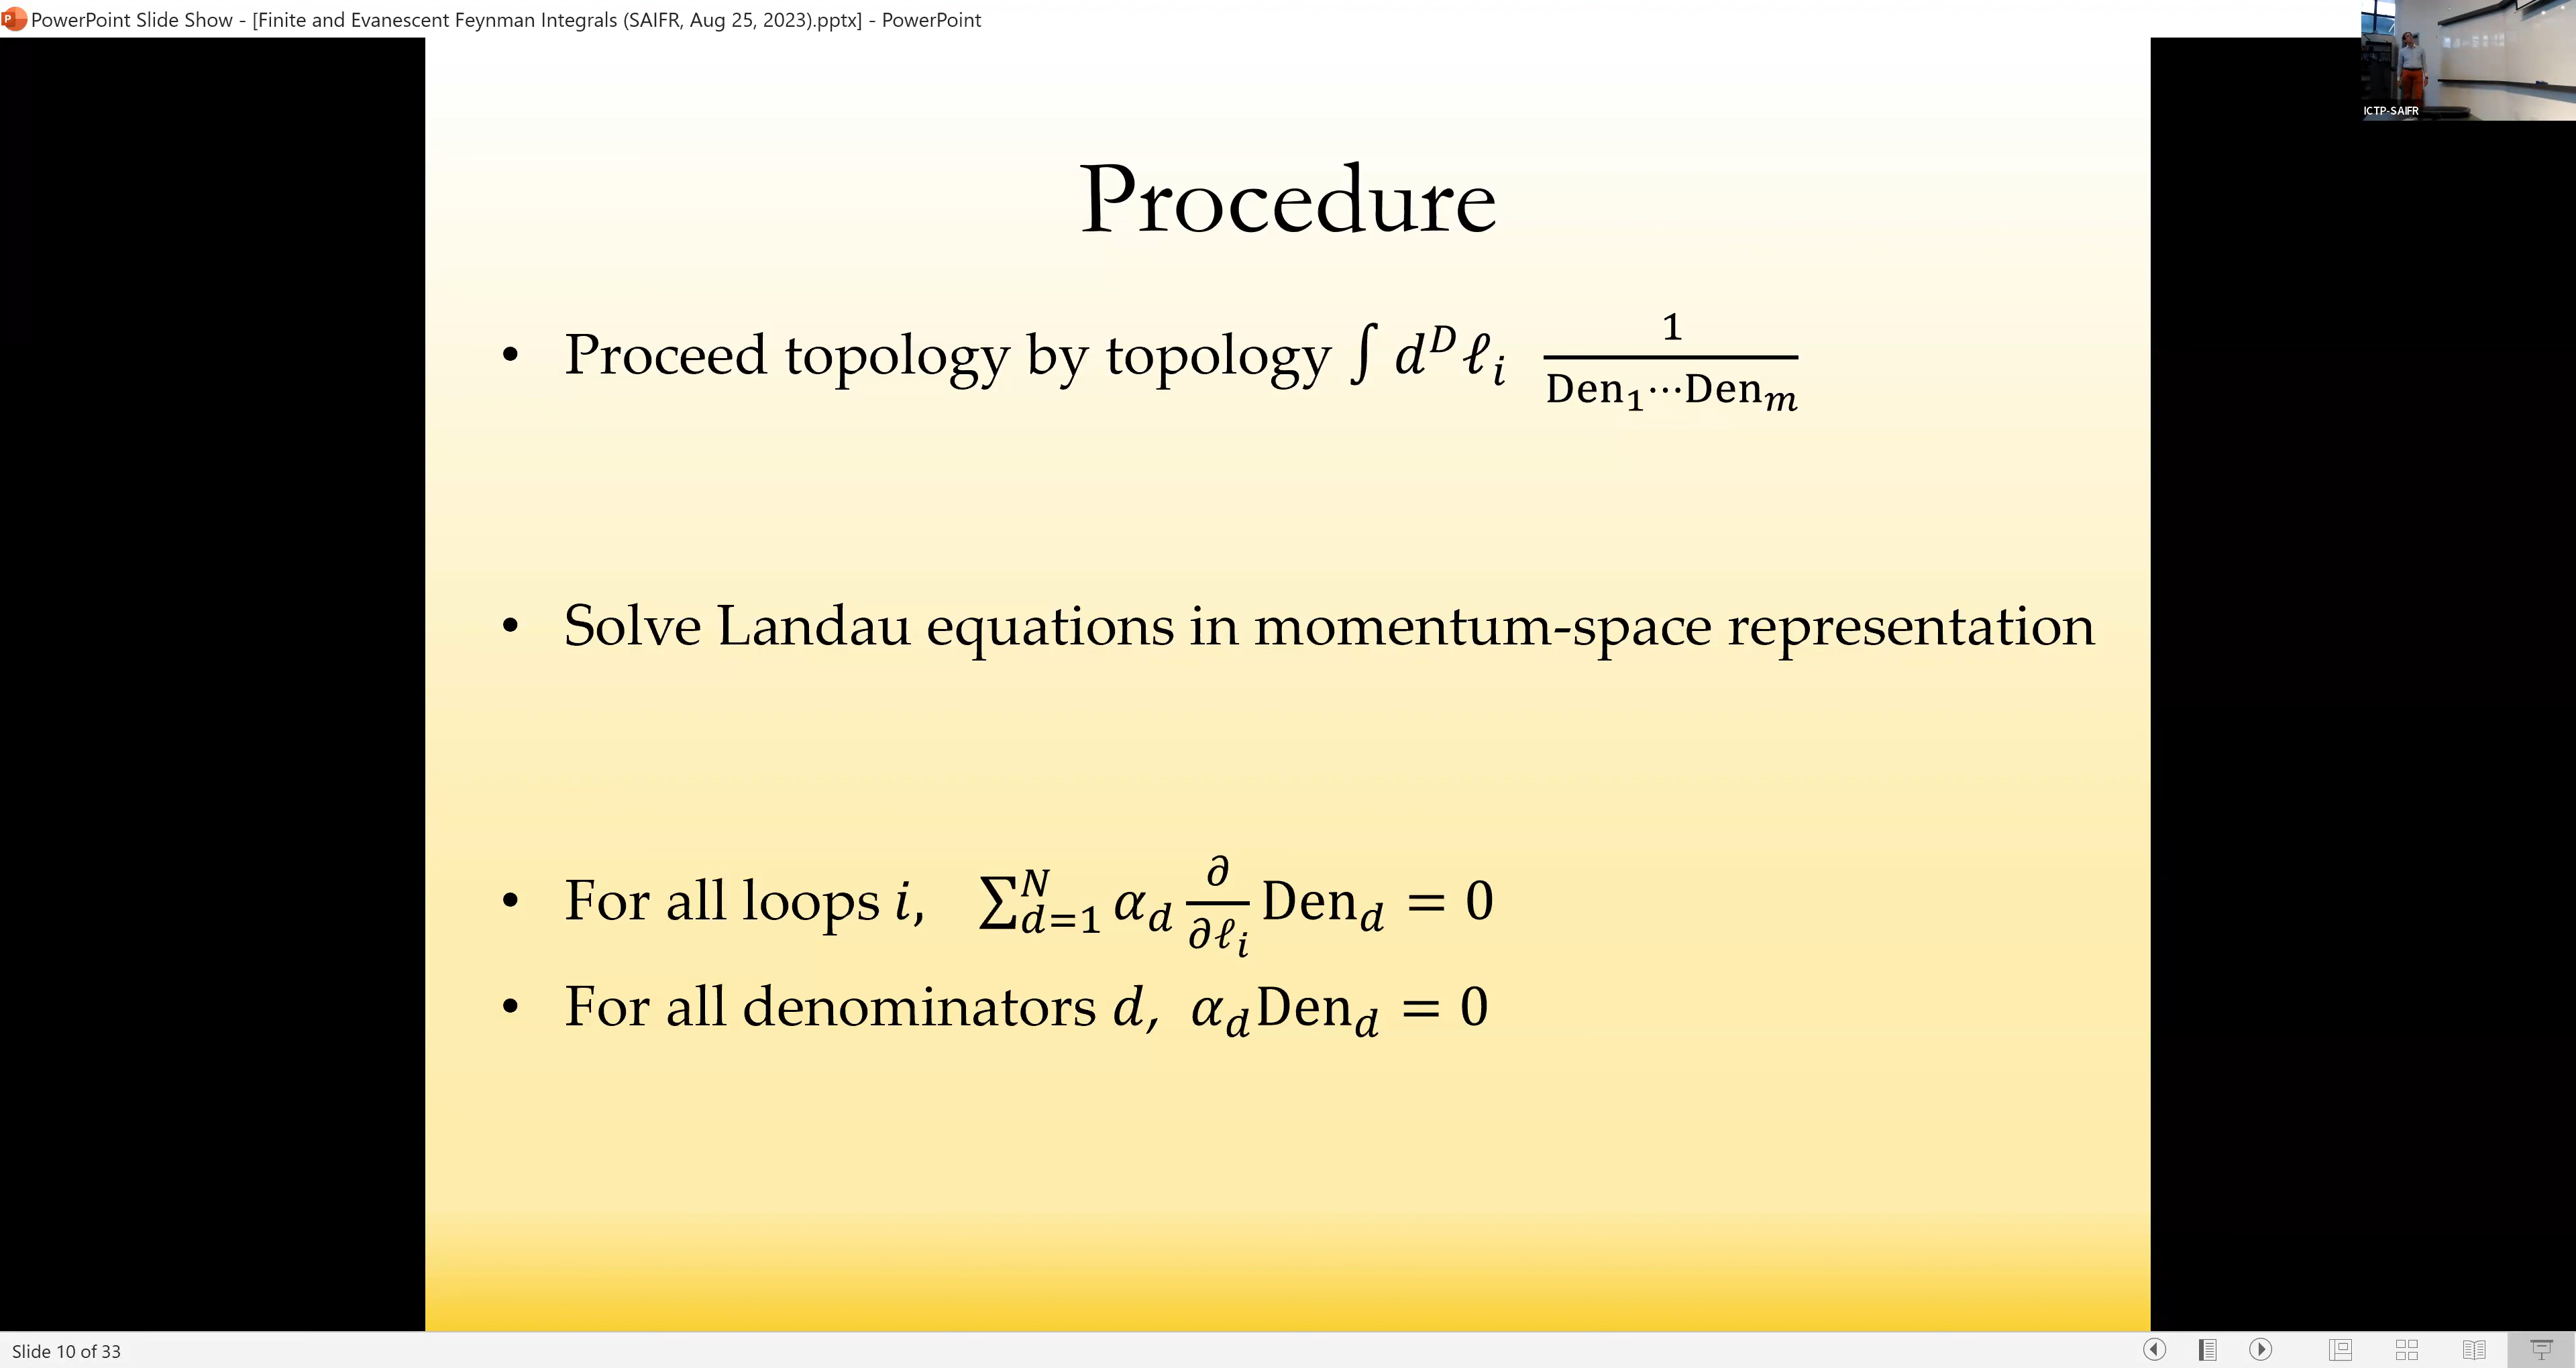 PowerPoint Slide Show - [Finite and Evanescent Feynman Integrals (SAIFR, Aug 25, 2023).pptx] - PowerPoint
ICTP-SAIFR
Procedure
• Proceed topology by topology ∫ d^D ℓ_i 1/(Den_1⋯Den_m)
• Solve Landau equations in momentum-space representation
• For all loops i, ∑_{d=1}^{N} α_d ∂/∂ℓ_i Den_d = 0
• For all denominators d, α_d Den_d = 0
Slide 10 of 33